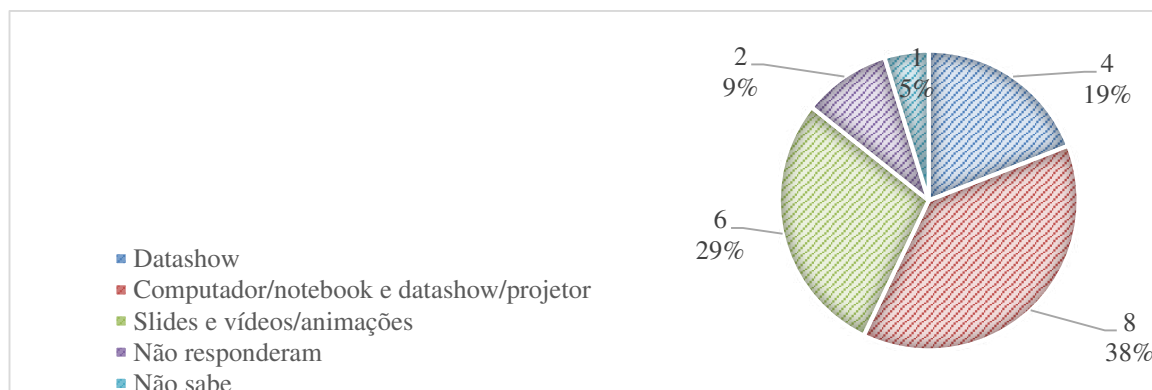 2
9%
1
5%
4
19%
6
29%
8
38%
Datashow
Computador/notebook e datashow/projetor
Slides e vídeos/animações
Não responderam
Não sabe